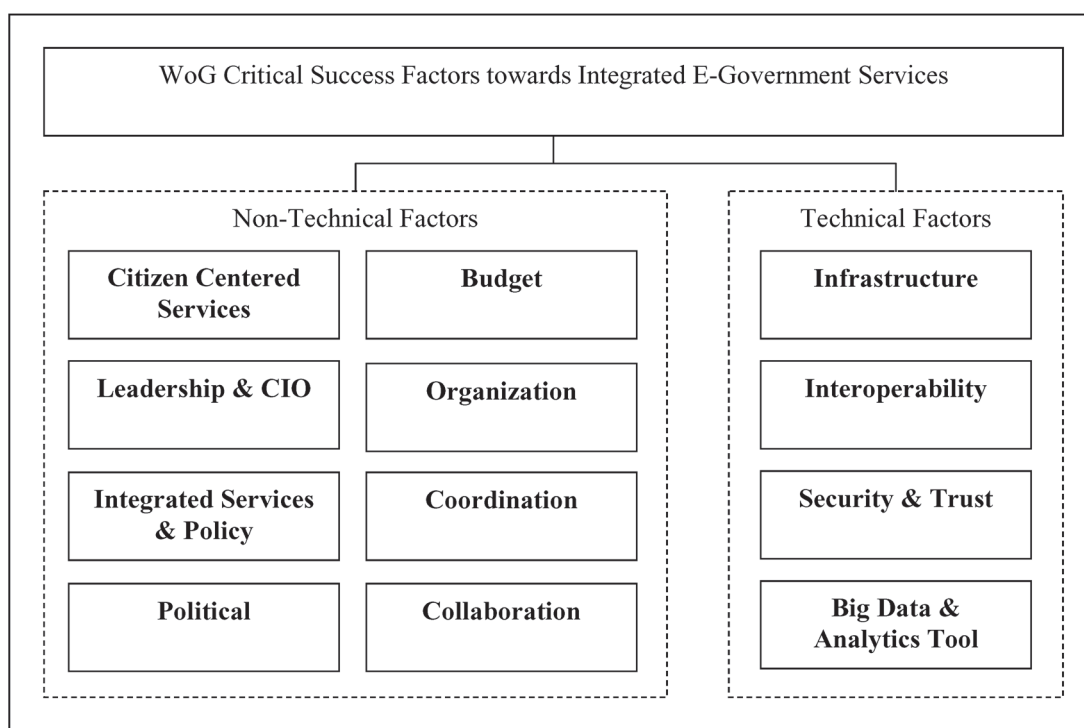 WoG Critical Success Factors towards Integrated E-Government Services
Non-Technical Factors
Citizen Centered
Services
Budget
Leadership & CIO
Organization
Integrated Services
& Policy
Coordination
Political
Collaboration
Technical Factors
Infrastructure
Interoperability
Security & Trust
Big Data &
Analytics Tool